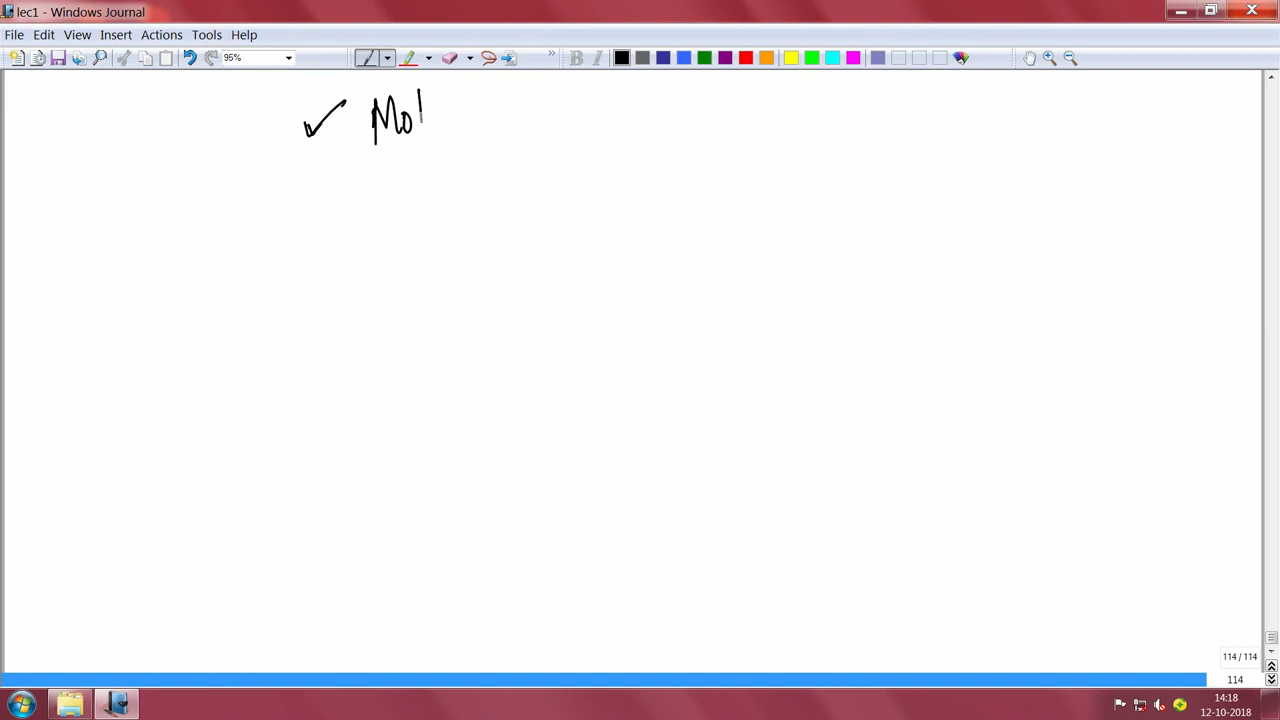 lec1 - Windows Journal
File Edit View Insert Actions Tools Help
95%
✓ Mol
114 / 114
114
14:18
12-10-2018